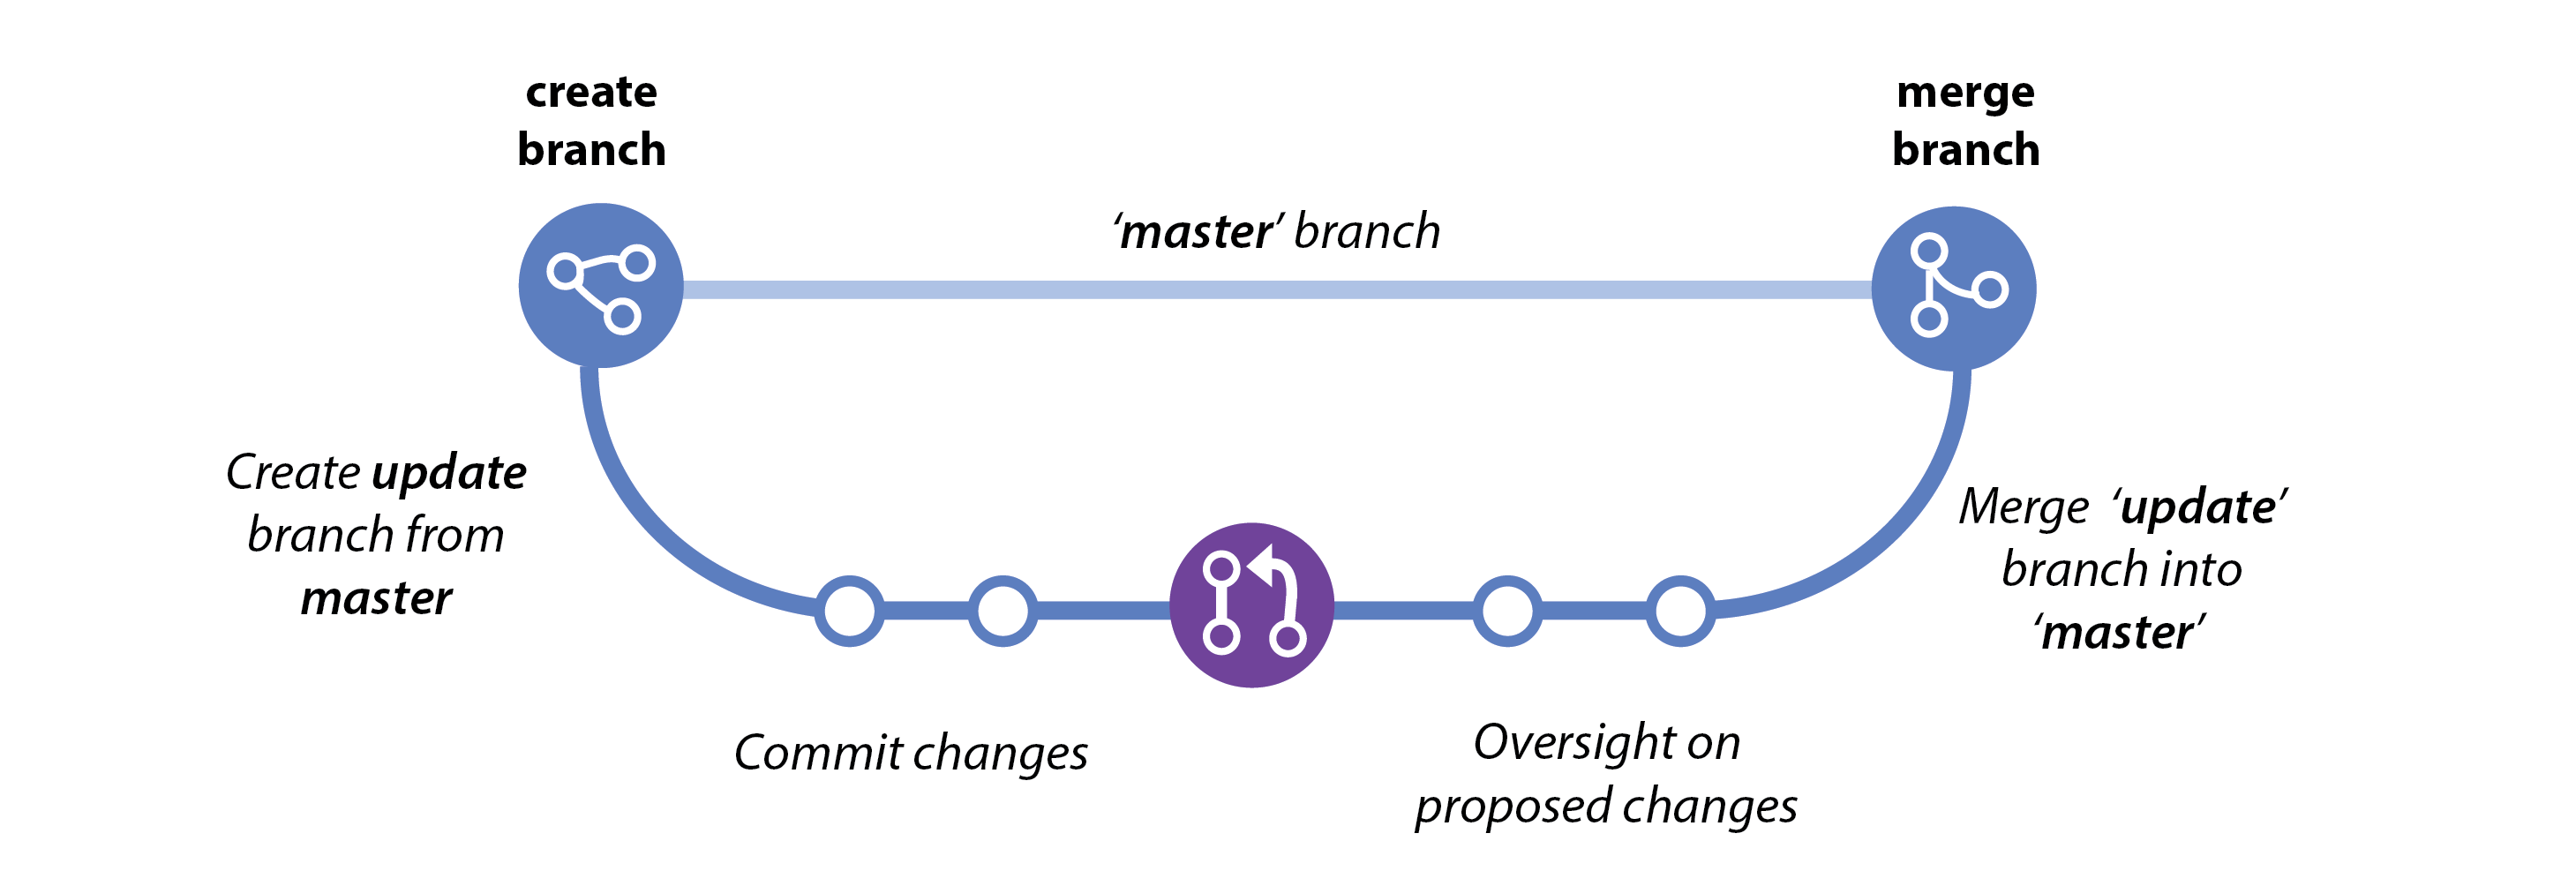 create
branch
merge
branch
‘master’ branch
Create update
branch from
master
Merge ‘update’
branch into
‘master’
Commit changes
Oversight on
proposed changes